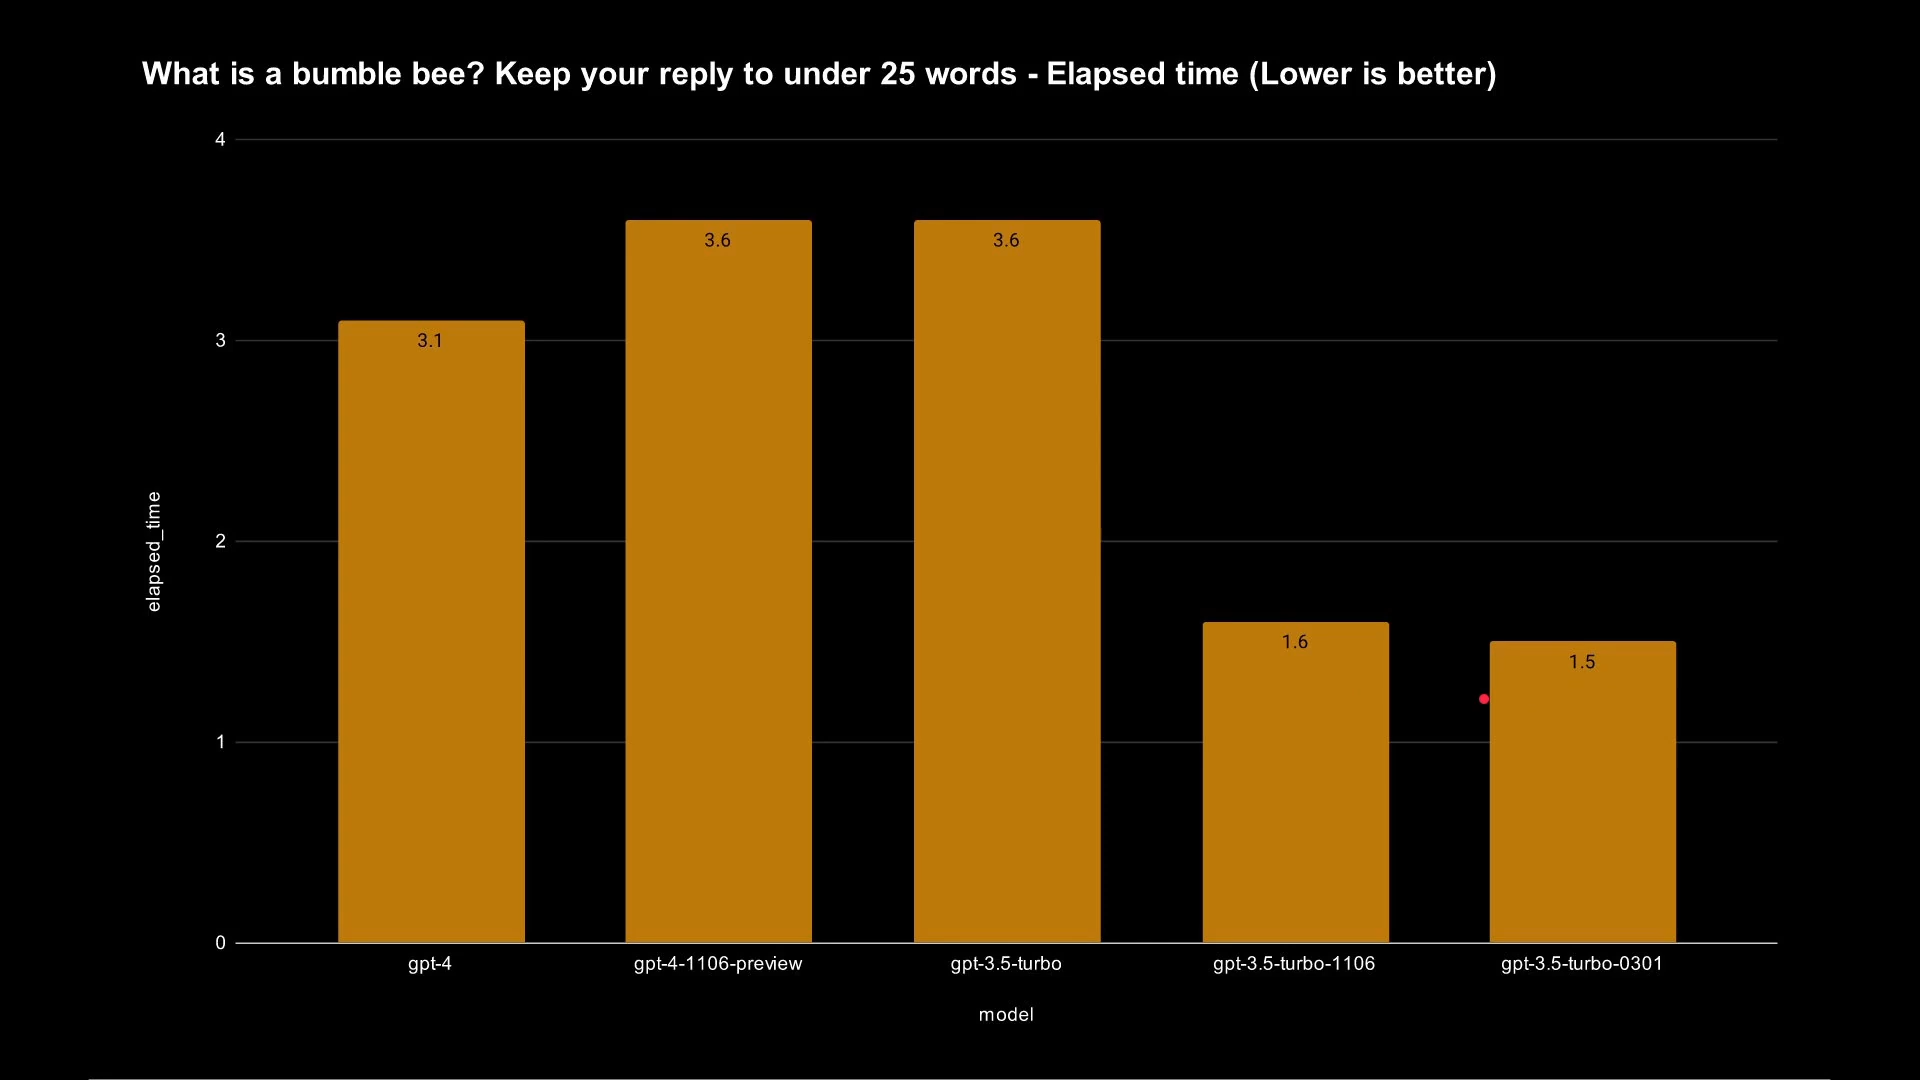 What is a bumble bee? Keep your reply to under 25 words - Elapsed time (Lower is better)
4
3
2
1
0
elapsed_time
3.1
3.6
3.6
1.6
1.5
gpt-4
gpt-4-1106-preview
gpt-3.5-turbo
gpt-3.5-turbo-1106
gpt-3.5-turbo-0301
model